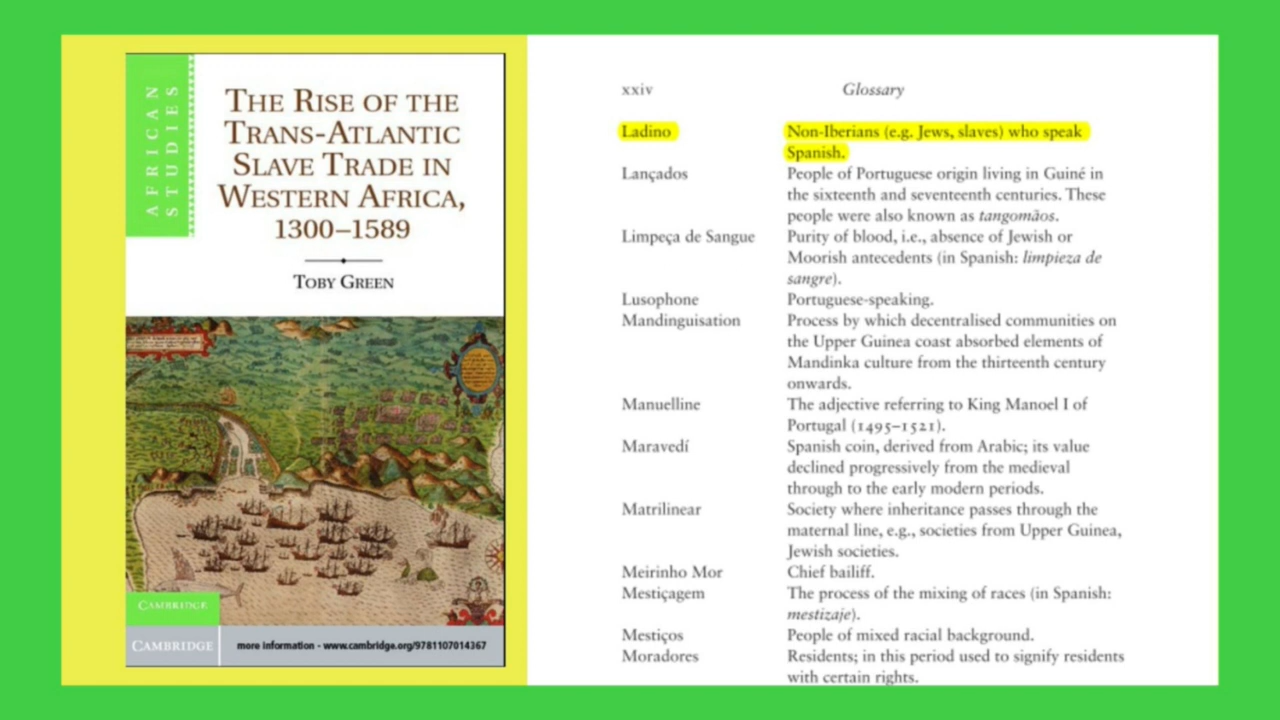 AFRICAN
STUDIES
THE RISE OF THE
TRANS-ATLANTIC
SLAVE TRADE IN
WESTERN AFRICA,
1300–1589
TOBY GREEN
CAMBRIDGE
CAMBRIDGE
more information - www.cambridge.org/9781107014367
xxiv Glossary
Ladino Non-Iberians (e.g. Jews, slaves) who speak
Spanish.
Lançados People of Portuguese origin living in Guiné in
the sixteenth and seventeenth centuries. These
people were also known as tangomãos.
Limpeça de Sangue Purity of blood, i.e., absence of Jewish or
Moorish antecedents (in Spanish: limpieza de
sangre).
Lusophone Portuguese-speaking.
Mandinguisation Process by which decentralised communities on
the Upper Guinea coast absorbed elements of
Mandinka culture from the thirteenth century
onwards.
Manuelline The adjective referring to King Manoel I of
Portugal (1495–1521).
Maravedí Spanish coin, derived from Arabic; its value
declined progressively from the medieval
through to the early modern periods.
Matrilinear Society where inheritance passes through the
maternal line, e.g., societies from Upper Guinea,
Jewish societies.
Meirinho Mor Chief bailiff.
Mestiçagem The process of the mixing of races (in Spanish:
mestizaje).
Mestiços People of mixed racial background.
Moradores Residents; in this period used to signify residents
with certain rights.